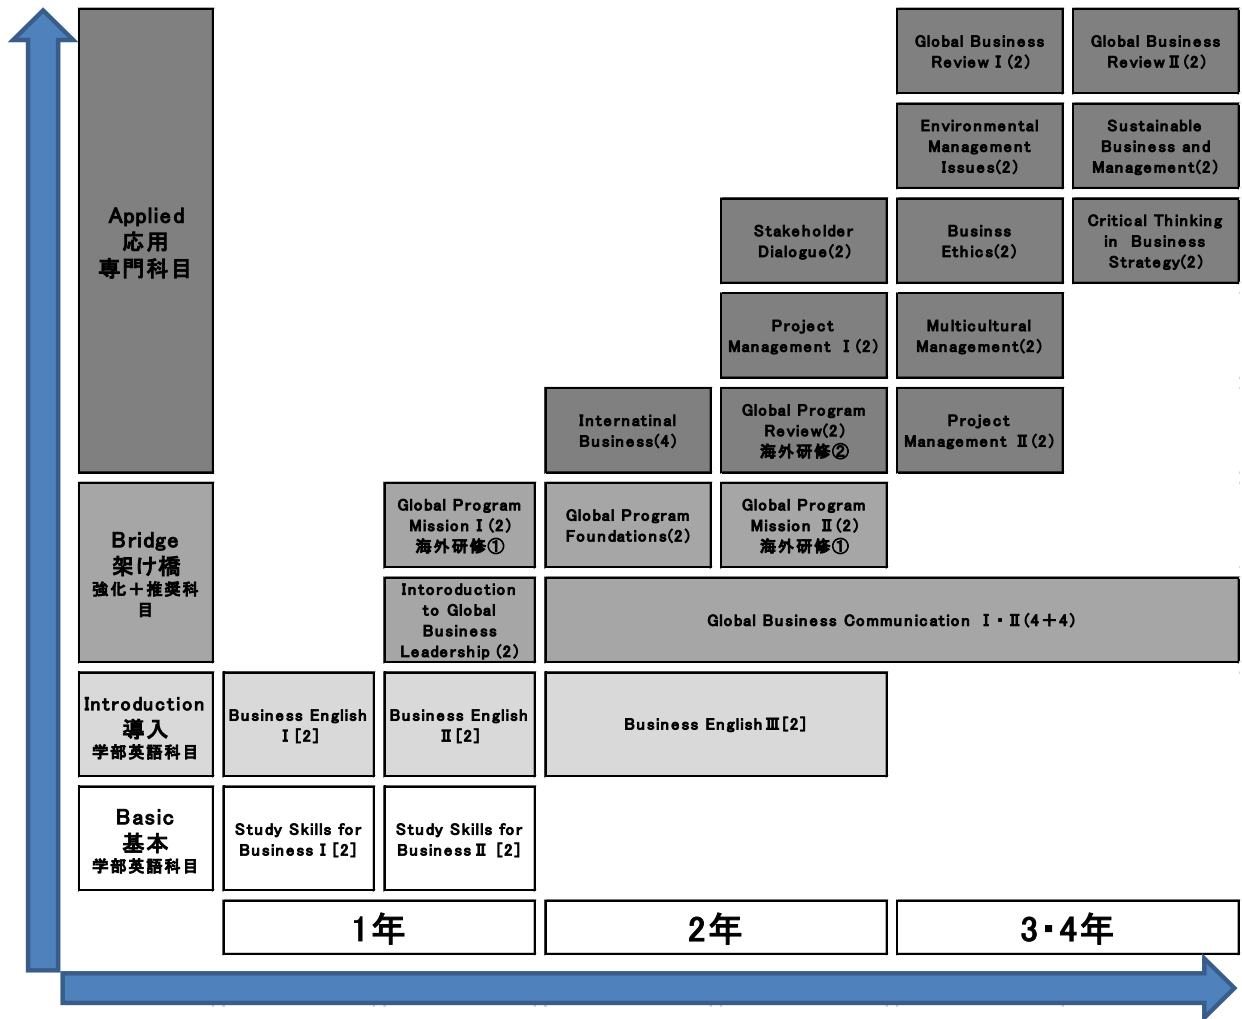 Global Business
Review Ⅰ(2)
Global Business
Review Ⅱ(2)
Environmental
Management
Issues(2)
Sustainable
Business and
Management(2)
Applied
応用
専門科目
Stakeholder
Dialogue(2)
Businss
Ethics(2)
Critical Thinking
in Business
Strategy(2)
Project
Management Ⅰ(2)
Multicultural
Management(2)
Internatinal
Business(4)
Global Program
Review(2)
海外研修②
Project
Management Ⅱ(2)
Bridge
架け橋
強化＋推奨科
目
Global Program
Mission Ⅰ(2)
海外研修①
Global Program
Foundations(2)
Global Program
Mission Ⅱ(2)
海外研修①
Intoroduction
to Global
Business
Leadership(2)
Global Business Communication Ⅰ・Ⅱ(4＋4)
Introduction
導入
学部英語科目
Business English
Ⅰ[2]
Business English
Ⅱ[2]
Business EnglishⅢ[2]
Basic
基本
学部英語科目
Study Skills for
Business Ⅰ[2]
Study Skills for
Business Ⅱ [2]
1年
2年
3・4年